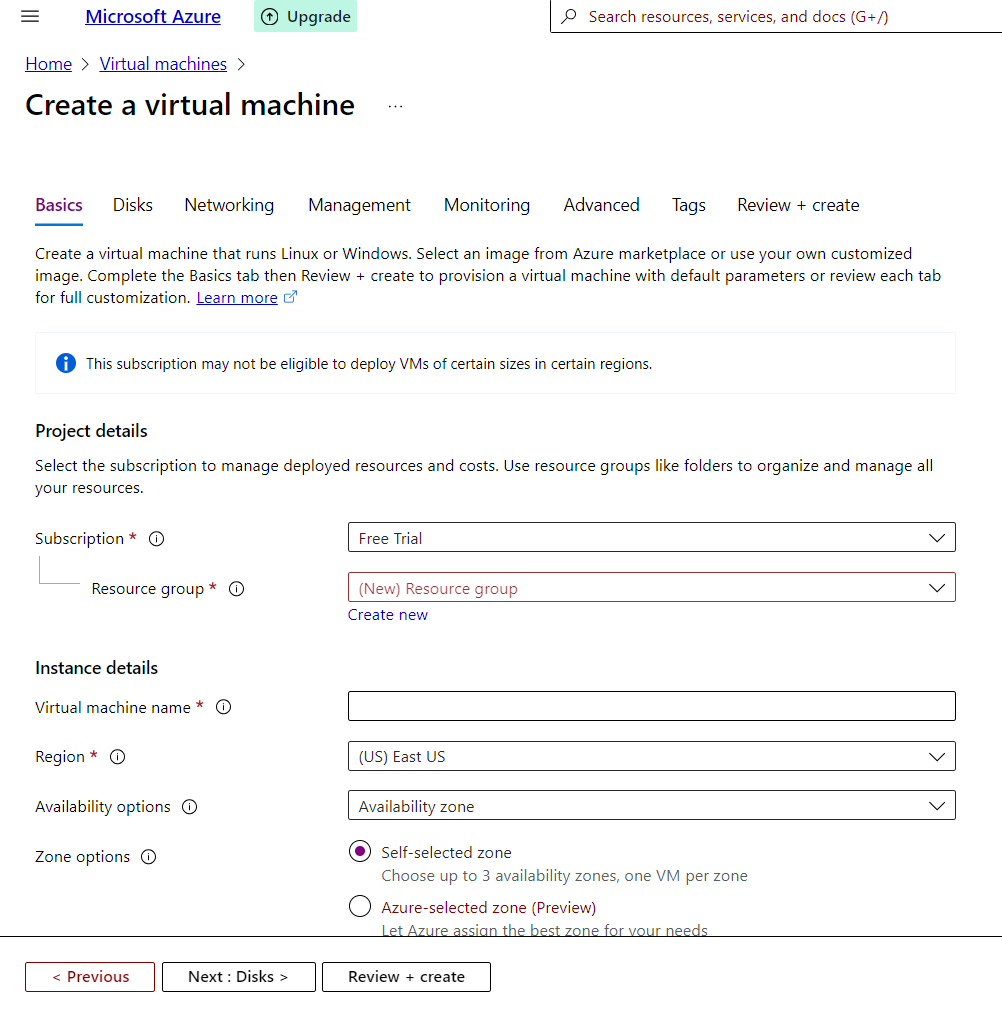 Microsoft Azure
Upgrade
Search resources, services, and docs (G+/)
Home > Virtual machines >
Create a virtual machine ...
Basics Disks Networking Management Monitoring Advanced Tags Review + create
Create a virtual machine that runs Linux or Windows. Select an image from Azure marketplace or use your own customized
image. Complete the Basics tab then Review + create to provision a virtual machine with default parameters or review each tab
for full customization. Learn more
This subscription may not be eligible to deploy VMs of certain sizes in certain regions.
Project details
Select the subscription to manage deployed resources and costs. Use resource groups like folders to organize and manage all
your resources.
Subscription *
Free Trial
Resource group *
(New) Resource group
Create new
Instance details
Virtual machine name *
Region *
(US) East US
Availability options
Availability zone
Zone options
Self-selected zone
Choose up to 3 availability zones, one VM per zone
Azure-selected zone (Preview)
Let Azure assign the best zone for your needs
< Previous
Next : Disks >
Review + create